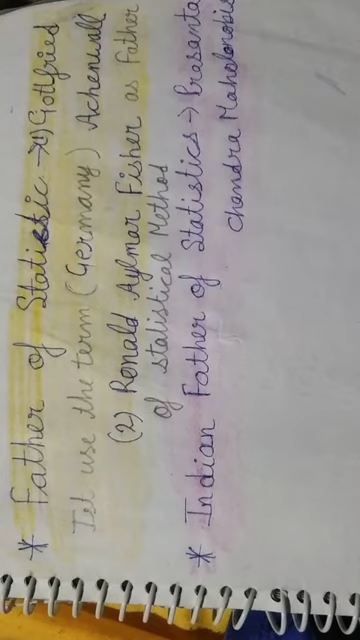 * Father of Statistic → 1) Gotfried
Ist use the term (Germany) Achenwall
(2) Ronald Aylmar Fisher as Father
of statistical Method
* Indian Father of Statistics → Prasanta
Chandra Mahalanobis